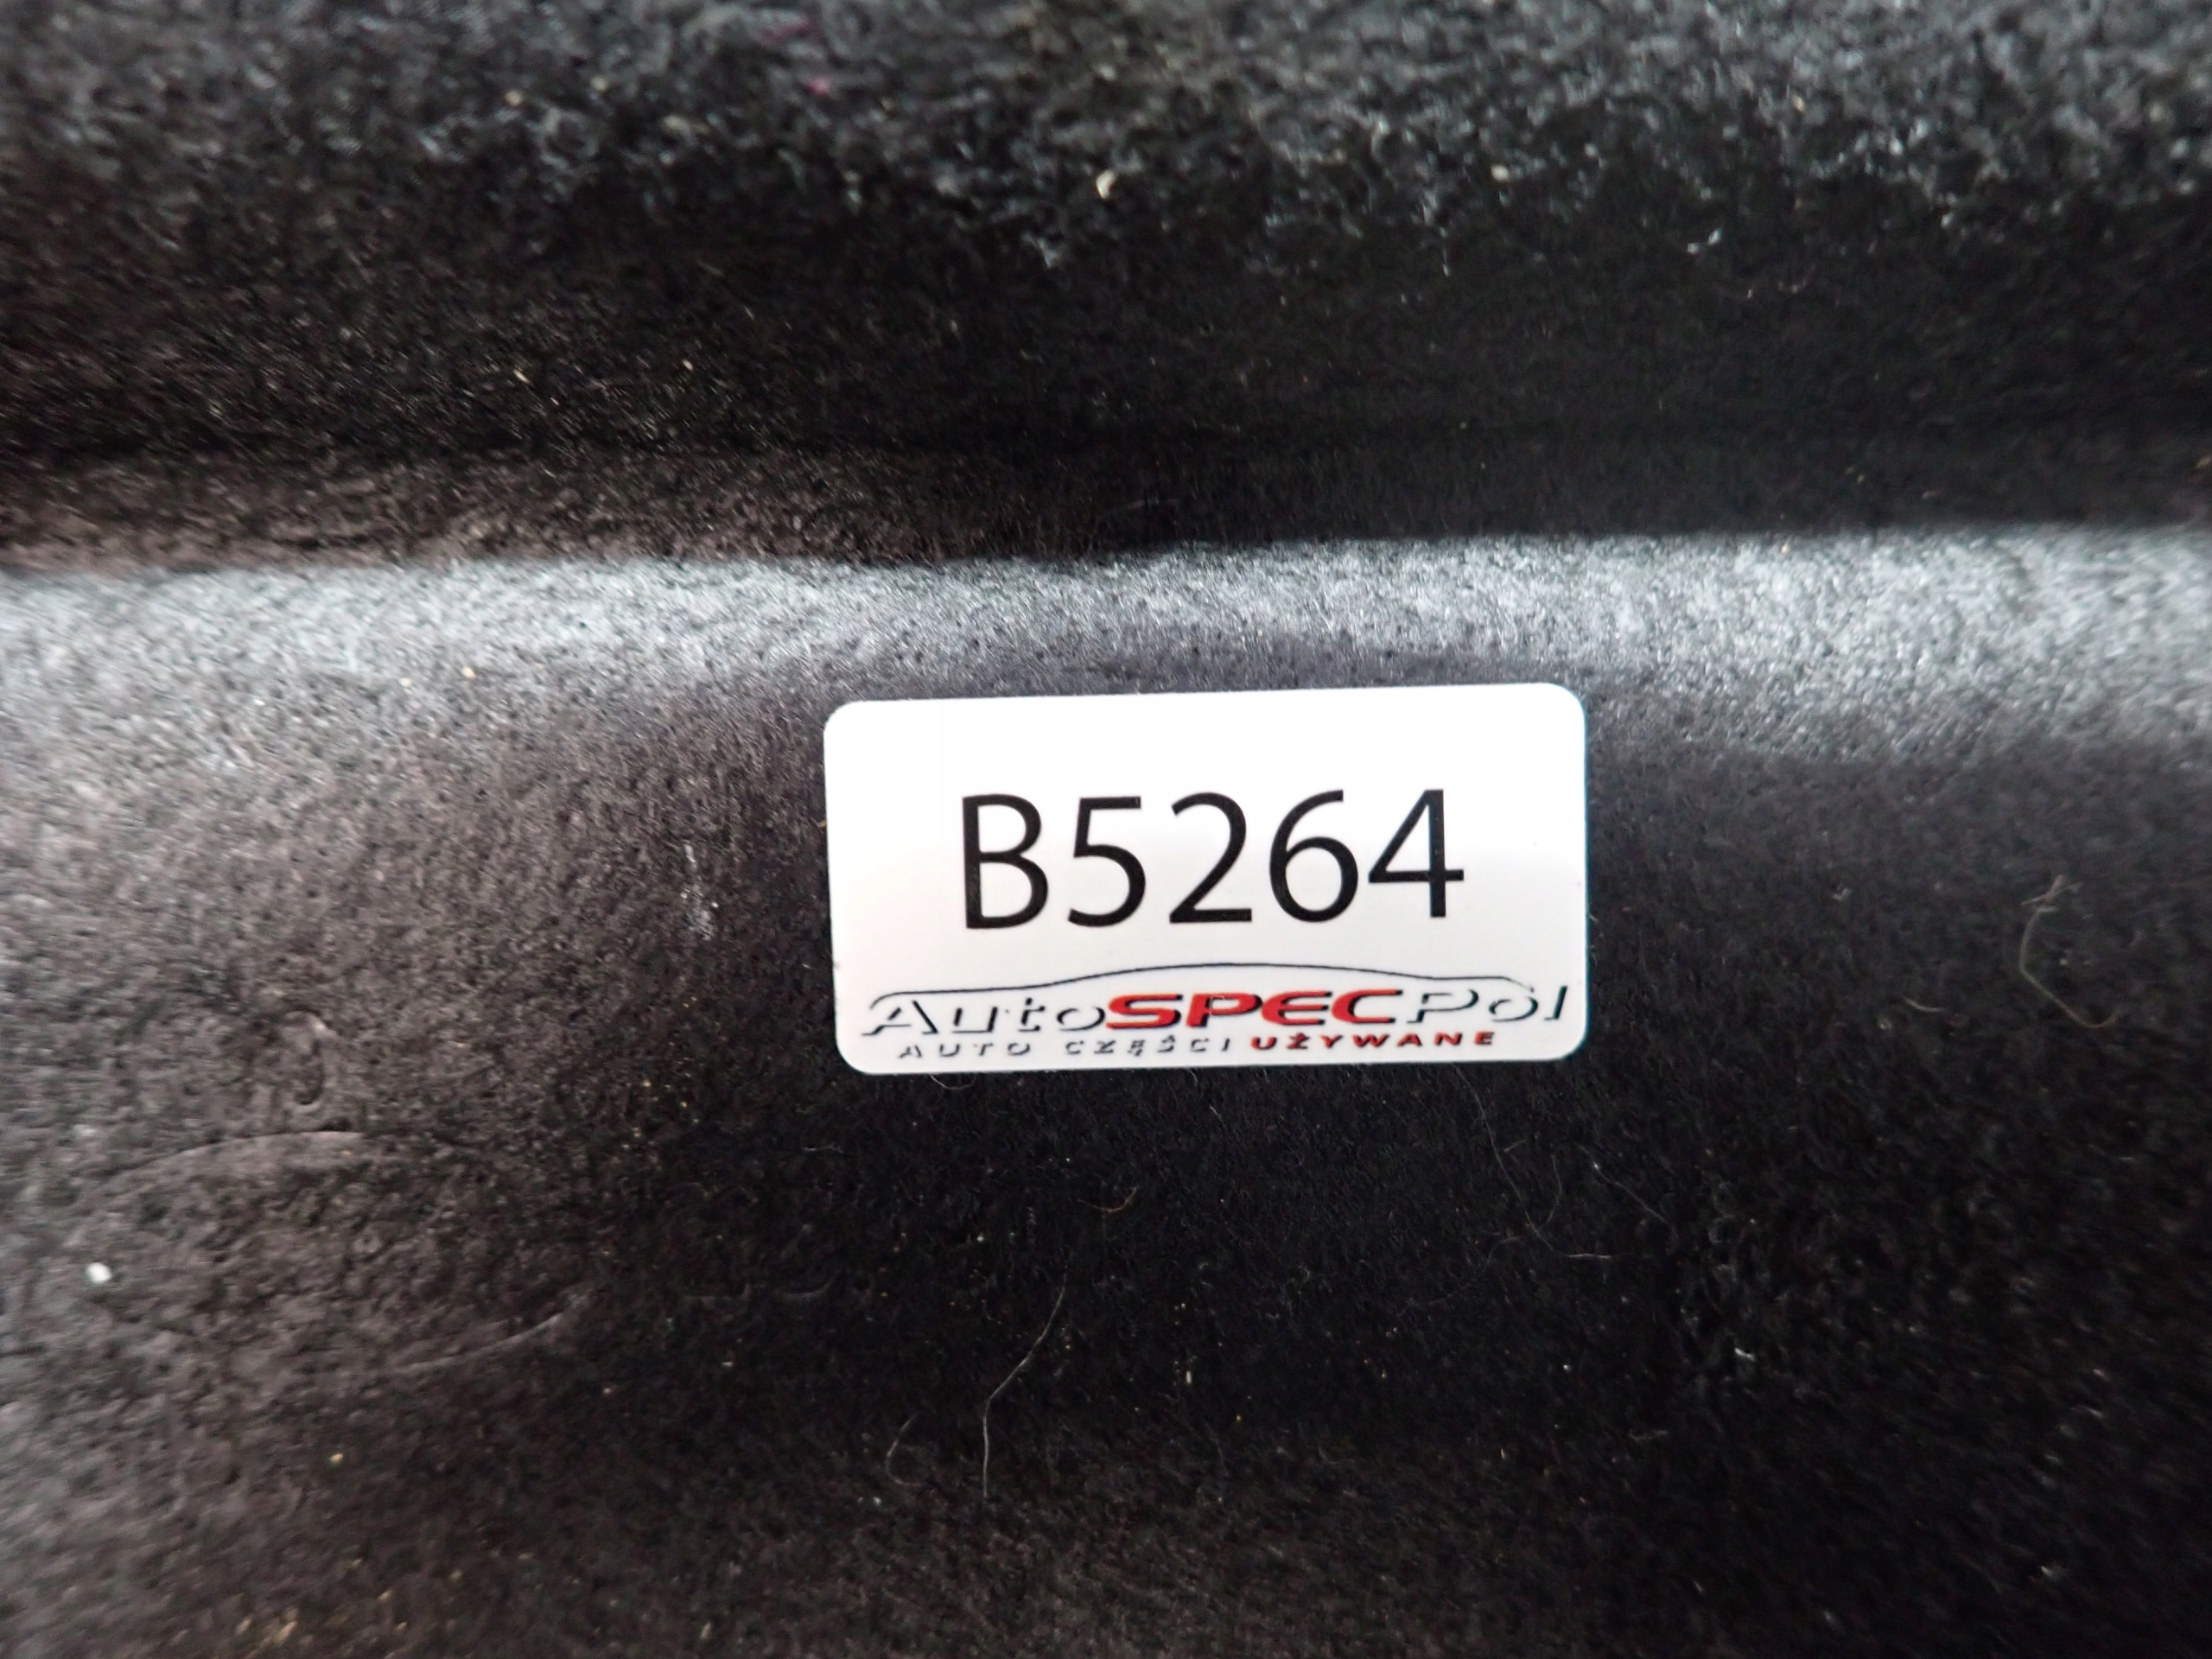 B5264
AutoSPECPol
AUTO CZĘŚCI UŻYWANE